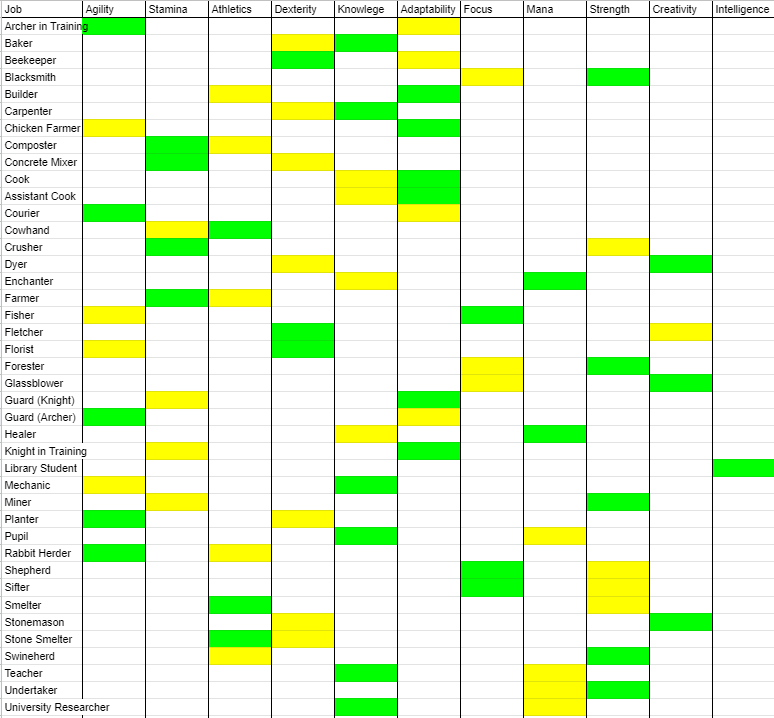 Job Agility Stamina Athletics Dexterity Knowlege Adaptability Focus Mana Strength Creativity Intelligence
Archer in Training
Baker
Beekeeper
Blacksmith
Builder
Carpenter
Chicken Farmer
Composter
Concrete Mixer
Cook
Assistant Cook
Courier
Cowhand
Crusher
Dyer
Enchanter
Farmer
Fisher
Fletcher
Florist
Forester
Glassblower
Guard (Knight)
Guard (Archer)
Healer
Knight in Training
Library Student
Mechanic
Miner
Planter
Pupil
Rabbit Herder
Shepherd
Sifter
Smelter
Stonemason
Stone Smelter
Swineherd
Teacher
Undertaker
University Researcher